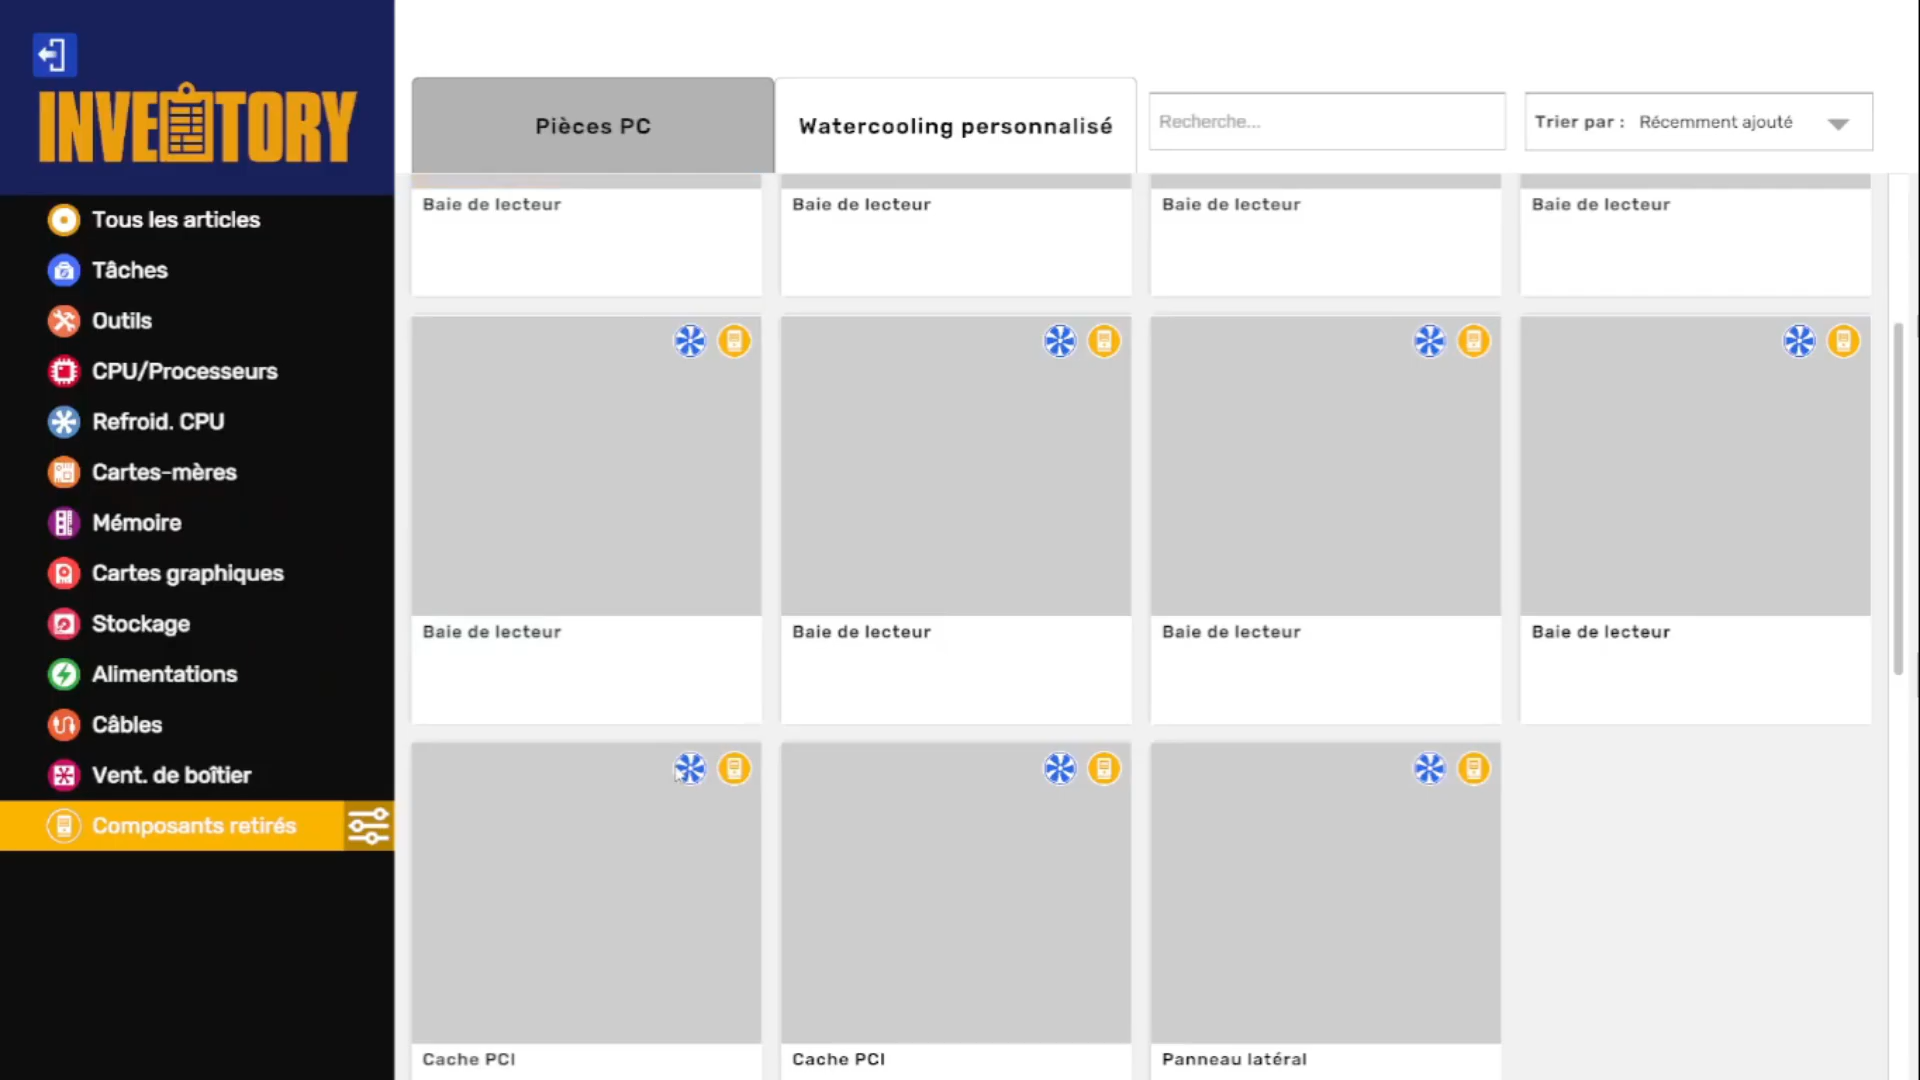 INVENTORY
Tous les articles
Tâches
Outils
CPU/Processeurs
Refroid. CPU
Cartes-mères
Mémoire
Cartes graphiques
Stockage
Alimentations
Câbles
Vent. de boîtier
Composants retirés
Pièces PC
Watercooling personnalisé
Recherche...
Trier par : Récemment ajouté
Baie de lecteur
Baie de lecteur
Baie de lecteur
Baie de lecteur
Baie de lecteur
Baie de lecteur
Baie de lecteur
Baie de lecteur
Cache PCI
Cache PCI
Panneau latéral